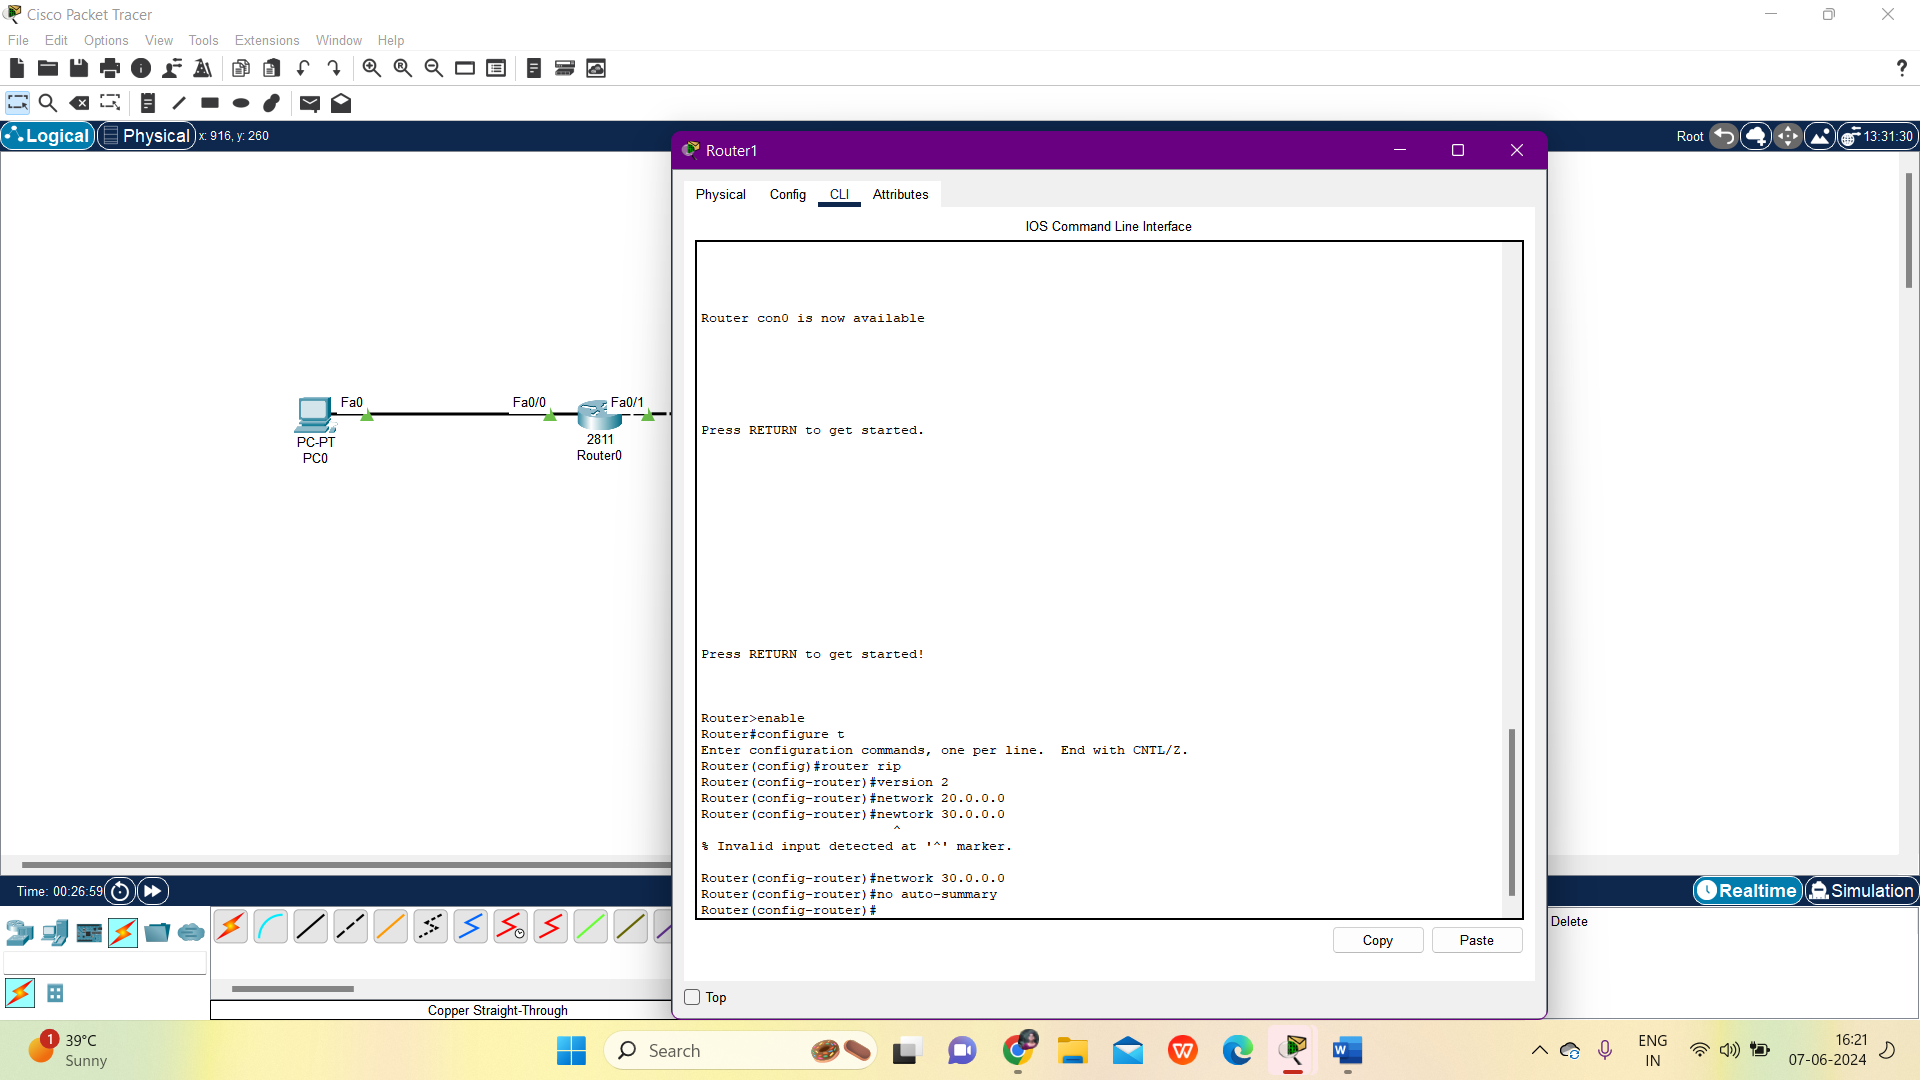 Cisco Packet Tracer
File Edit Options View Tools Extensions Window Help
Logical Physical x: 916, y: 260
Root 13:31:30
Router1
Physical Config CLI Attributes
IOS Command Line Interface
Router con0 is now available
Press RETURN to get started.
Press RETURN to get started!
Router>enable
Router#configure t
Enter configuration commands, one per line.  End with CNTL/Z.
Router(config)#router rip
Router(config-router)#version 2
Router(config-router)#network 20.0.0.0
Router(config-router)#newtork 30.0.0.0
^
% Invalid input detected at '^' marker.
Router(config-router)#network 30.0.0.0
Router(config-router)#no auto-summary
Router(config-router)#
Copy Paste
Top
Fa0 Fa0/0 Fa0/1
PC-PT
PC0
2811
Router0
Time: 00:26:59
Realtime Simulation
Delete
Copper Straight-Through
1
39°C
Sunny
Search
W
W
ENG
IN
16:21
07-06-2024